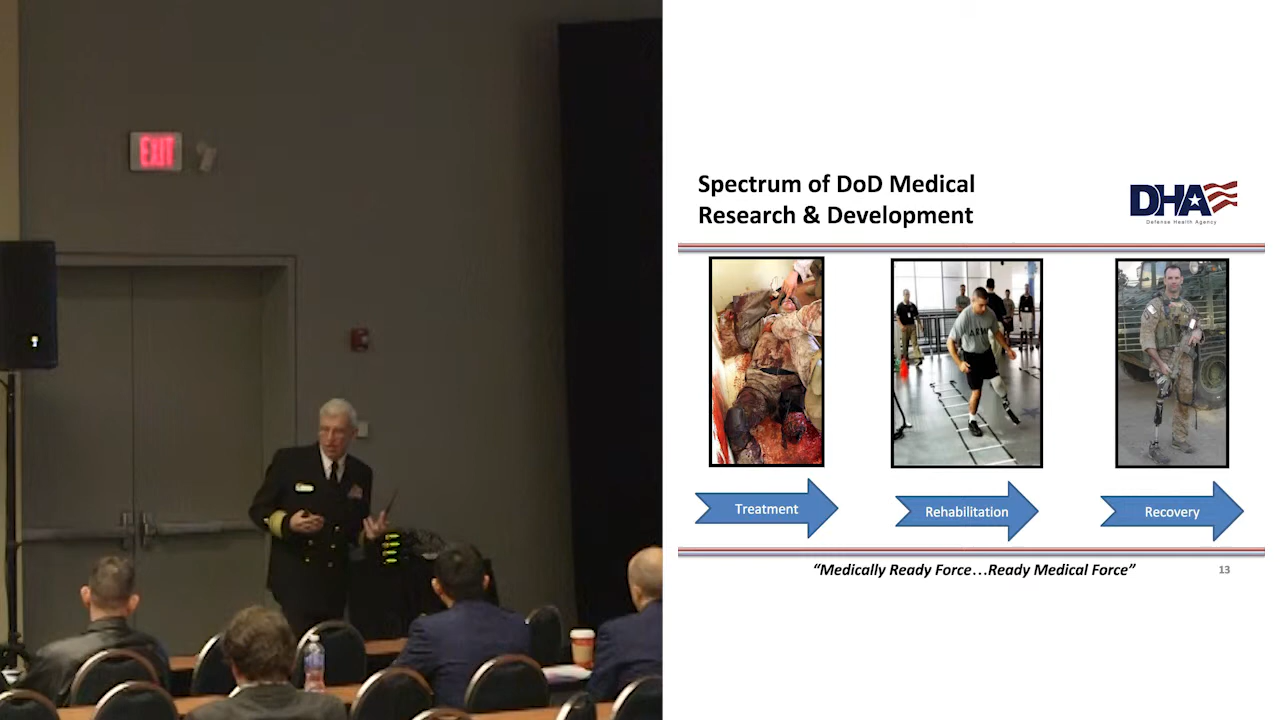 EXIT
Spectrum of DoD Medical
Research & Development
DHA
Defense Health Agency
ARMY
Treatment
Rehabilitation
Recovery
“Medically Ready Force…Ready Medical Force”
13